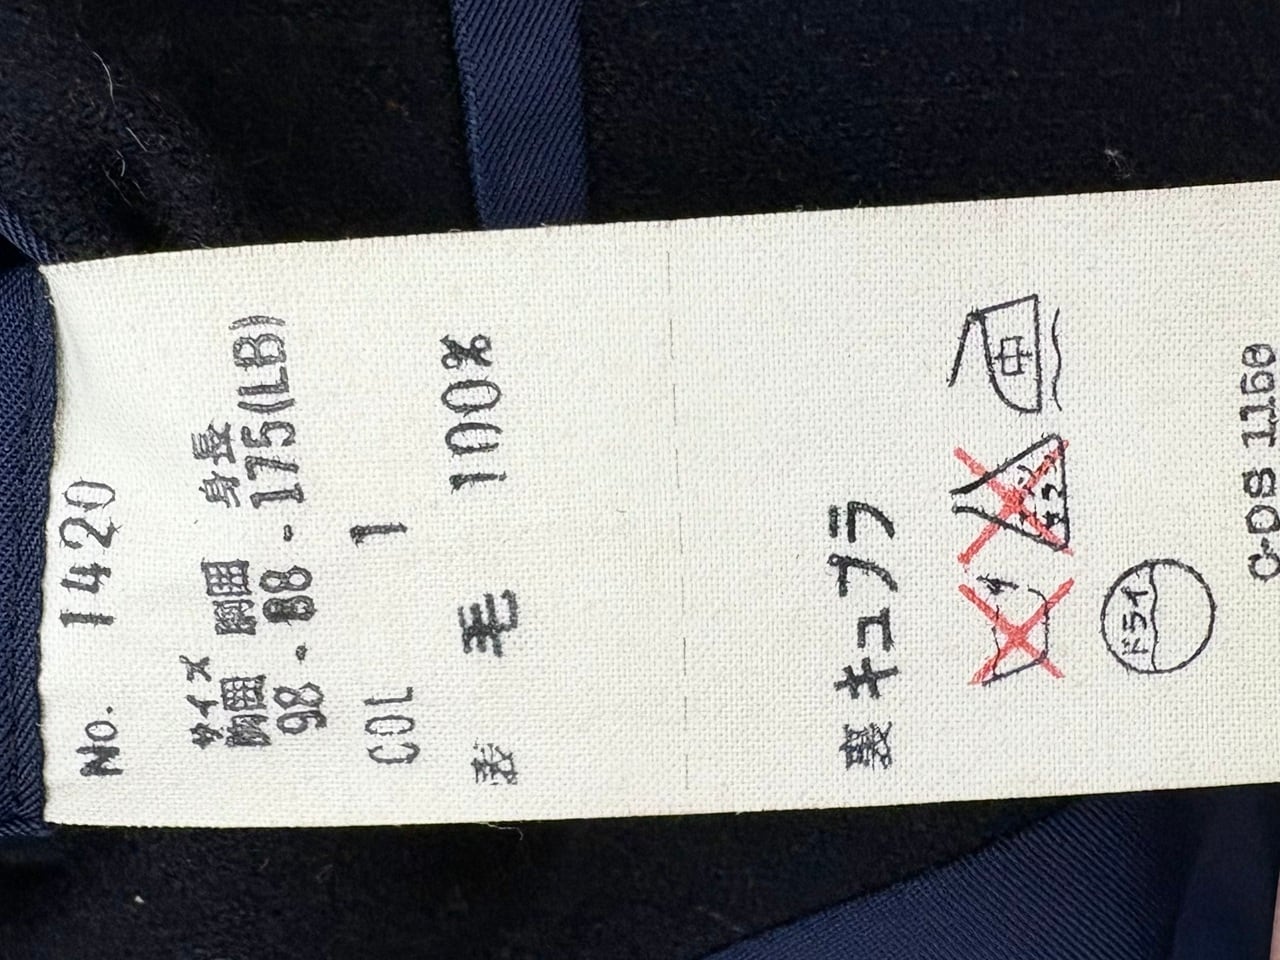 No. 1420
サイズ
胸囲 胴囲 身長
98 - 88 - 175(LB)
COL 1
表 毛 100%
裏 キュプラ
中
ドライ
C-DS 1160